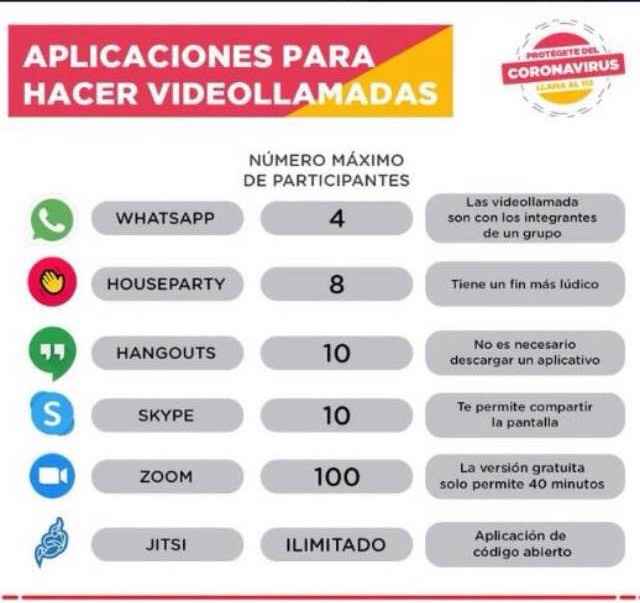 APLICACIONES PARA
HACER VIDEOLLAMADAS
PROTÉGETE DEL
CORONAVIRUS
LLAMA AL 113
NÚMERO MÁXIMO
DE PARTICIPANTES
WHATSAPP
4
Las videollamada
son con los integrantes
de un grupo
HOUSEPARTY
8
Tiene un fin más lúdico
HANGOUTS
10
No es necesario
descargar un aplicativo
S
SKYPE
10
Te permite compartir
la pantalla
ZOOM
100
La versión gratuita
solo permite 40 minutos
JITSI
ILIMITADO
Aplicación de
código abierto